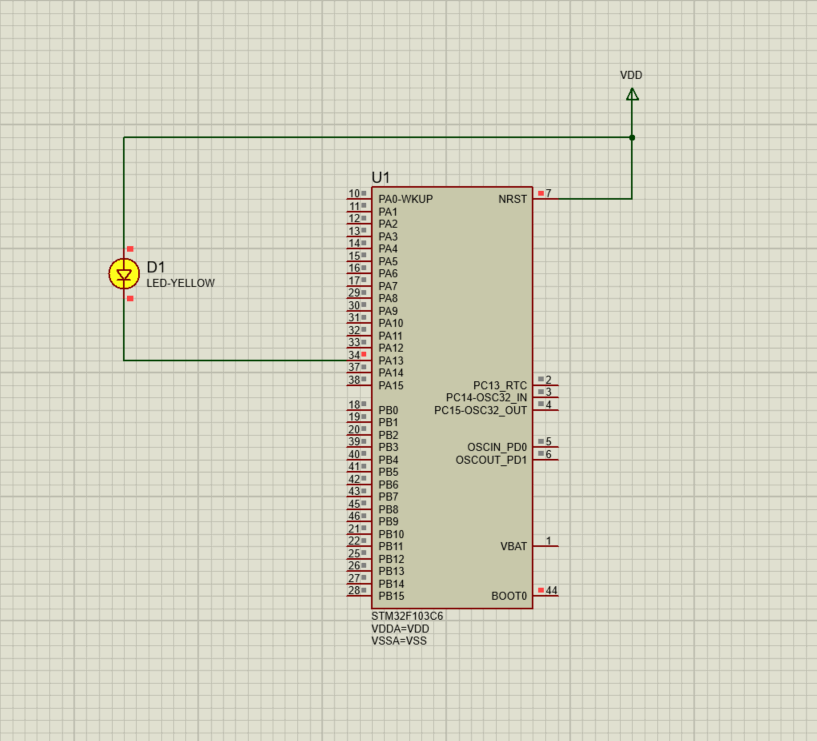 VDD
U1
10 PA0-WKUP NRST 7
11 PA1
12 PA2
13 PA3
14 PA4
15 PA5
16 PA6
17 PA7
29 PA8
30 PA9
31 PA10
32 PA11
33 PA12
34 PA13
37 PA14
38 PA15
D1
LED-YELLOW
PC13_RTC 2
PC14-OSC32_IN 3
PC15-OSC32_OUT 4
18 PB0
19 PB1
20 PB2
39 PB3
40 PB4
41 PB5
42 PB6
43 PB7
45 PB8
46 PB9
21 PB10
22 PB11
25 PB12
26 PB13
27 PB14
28 PB15
OSCIN_PD0 5
OSCOUT_PD1 6
VBAT 1
BOOT0 44
STM32F103C6
VDDA=VDD
VSSA=VSS